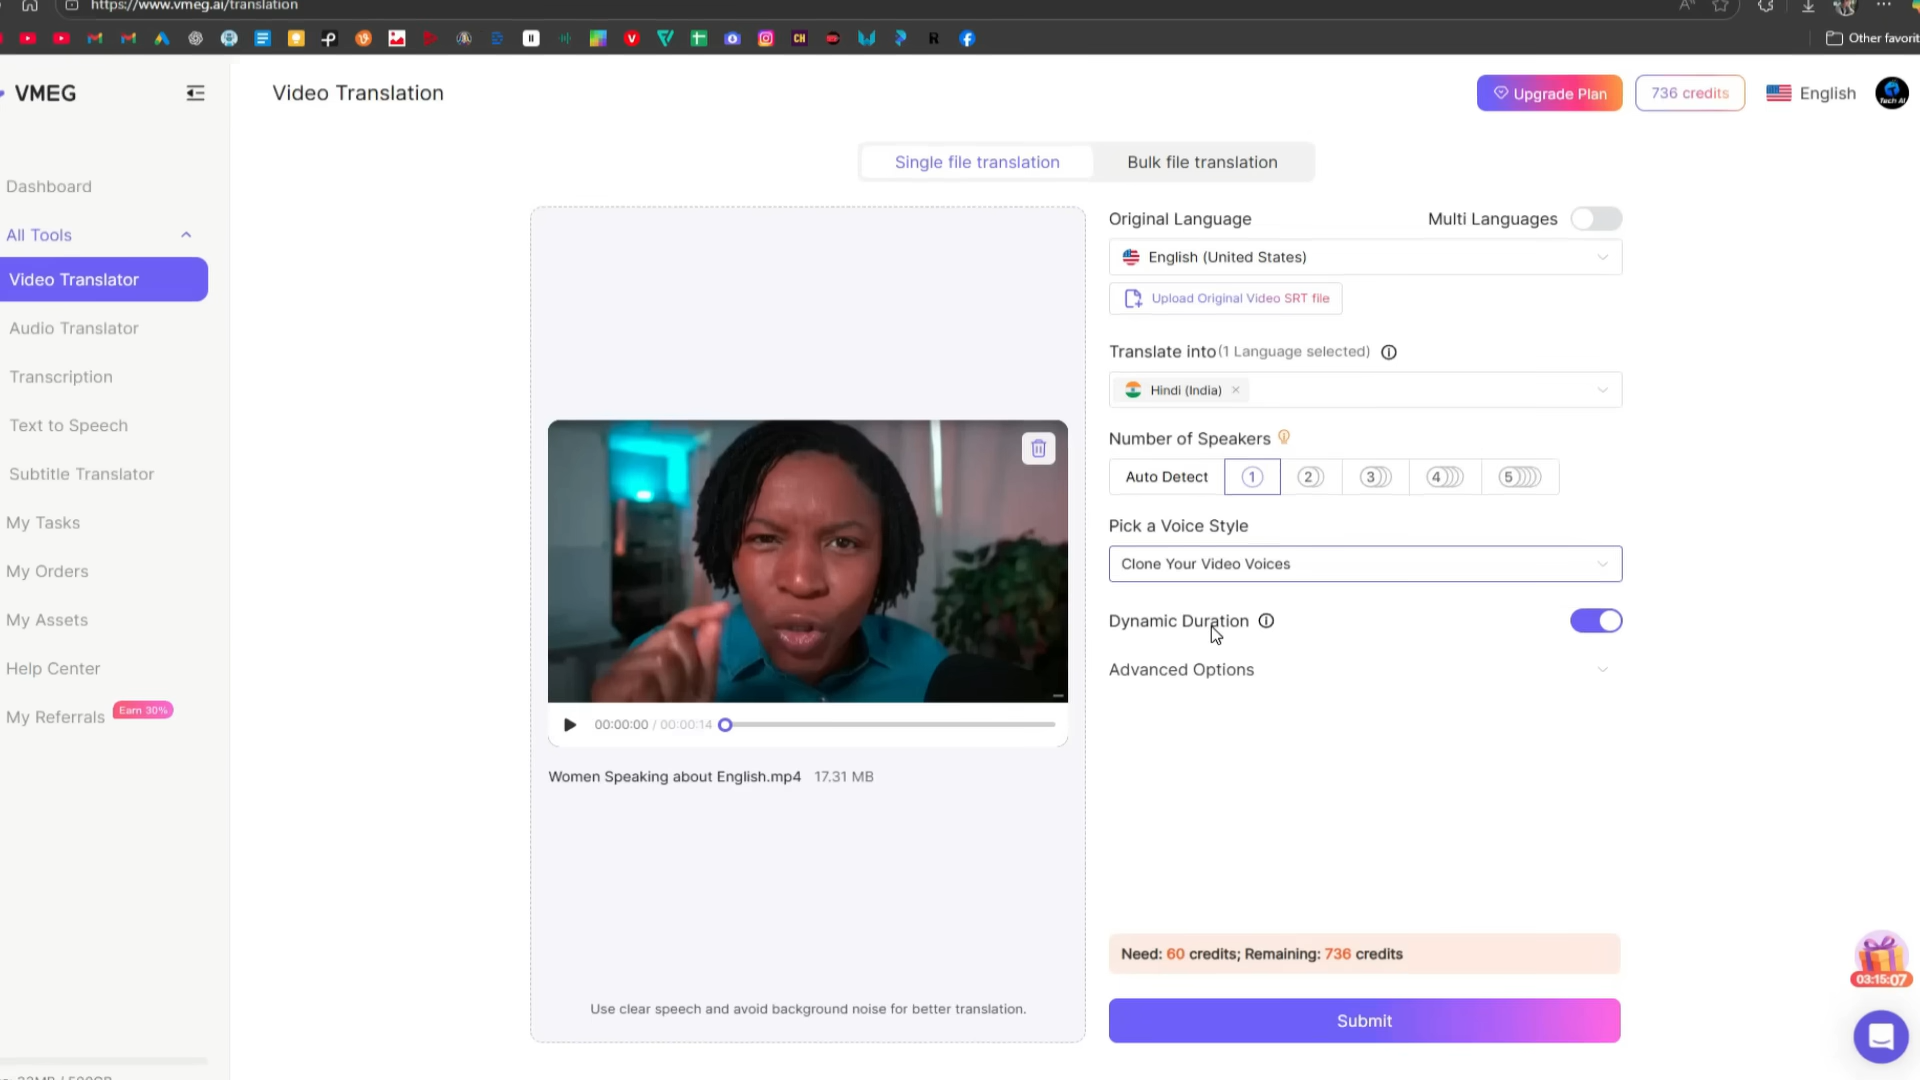 https://www.vmeg.ai/translation
Other favorit
VMEG
Video Translation
Upgrade Plan
736 credits
English
Tech AI
Dashboard
All Tools
Video Translator
Audio Translator
Transcription
Text to Speech
Subtitle Translator
My Tasks
My Orders
My Assets
Help Center
My Referrals
Earn 30%
Single file translation
Bulk file translation
00:00:00 / 00:00:14
Women Speaking about English.mp4 17.31 MB
Use clear speech and avoid background noise for better translation.
Original Language
Multi Languages
English (United States)
Upload Original Video SRT file
Translate into(1 Language selected)
Hindi (India)
Number of Speakers
Auto Detect 1 2 3 4 5
Pick a Voice Style
Clone Your Video Voices
Dynamic Duration
Advanced Options
Need: 60 credits; Remaining: 736 credits
Submit
03:15:07